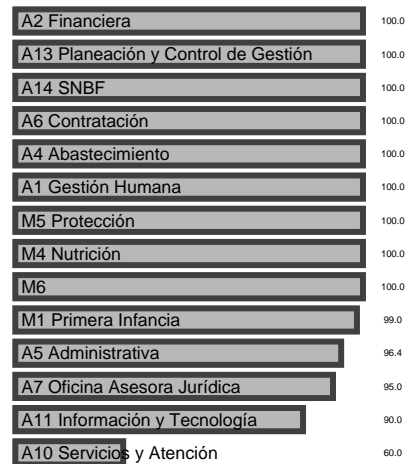 A2 Financiera 100.0
A13 Planeación y Control de Gestión 100.0
A14 SNBF 100.0
A6 Contratación 100.0
A4 Abastecimiento 100.0
A1 Gestión Humana 100.0
M5 Protección 100.0
M4 Nutrición 100.0
M6 100.0
M1 Primera Infancia 99.0
A5 Administrativa 96.4
A7 Oficina Asesora Jurídica 95.0
A11 Información y Tecnología 90.0
A10 Servicios y Atención 60.0